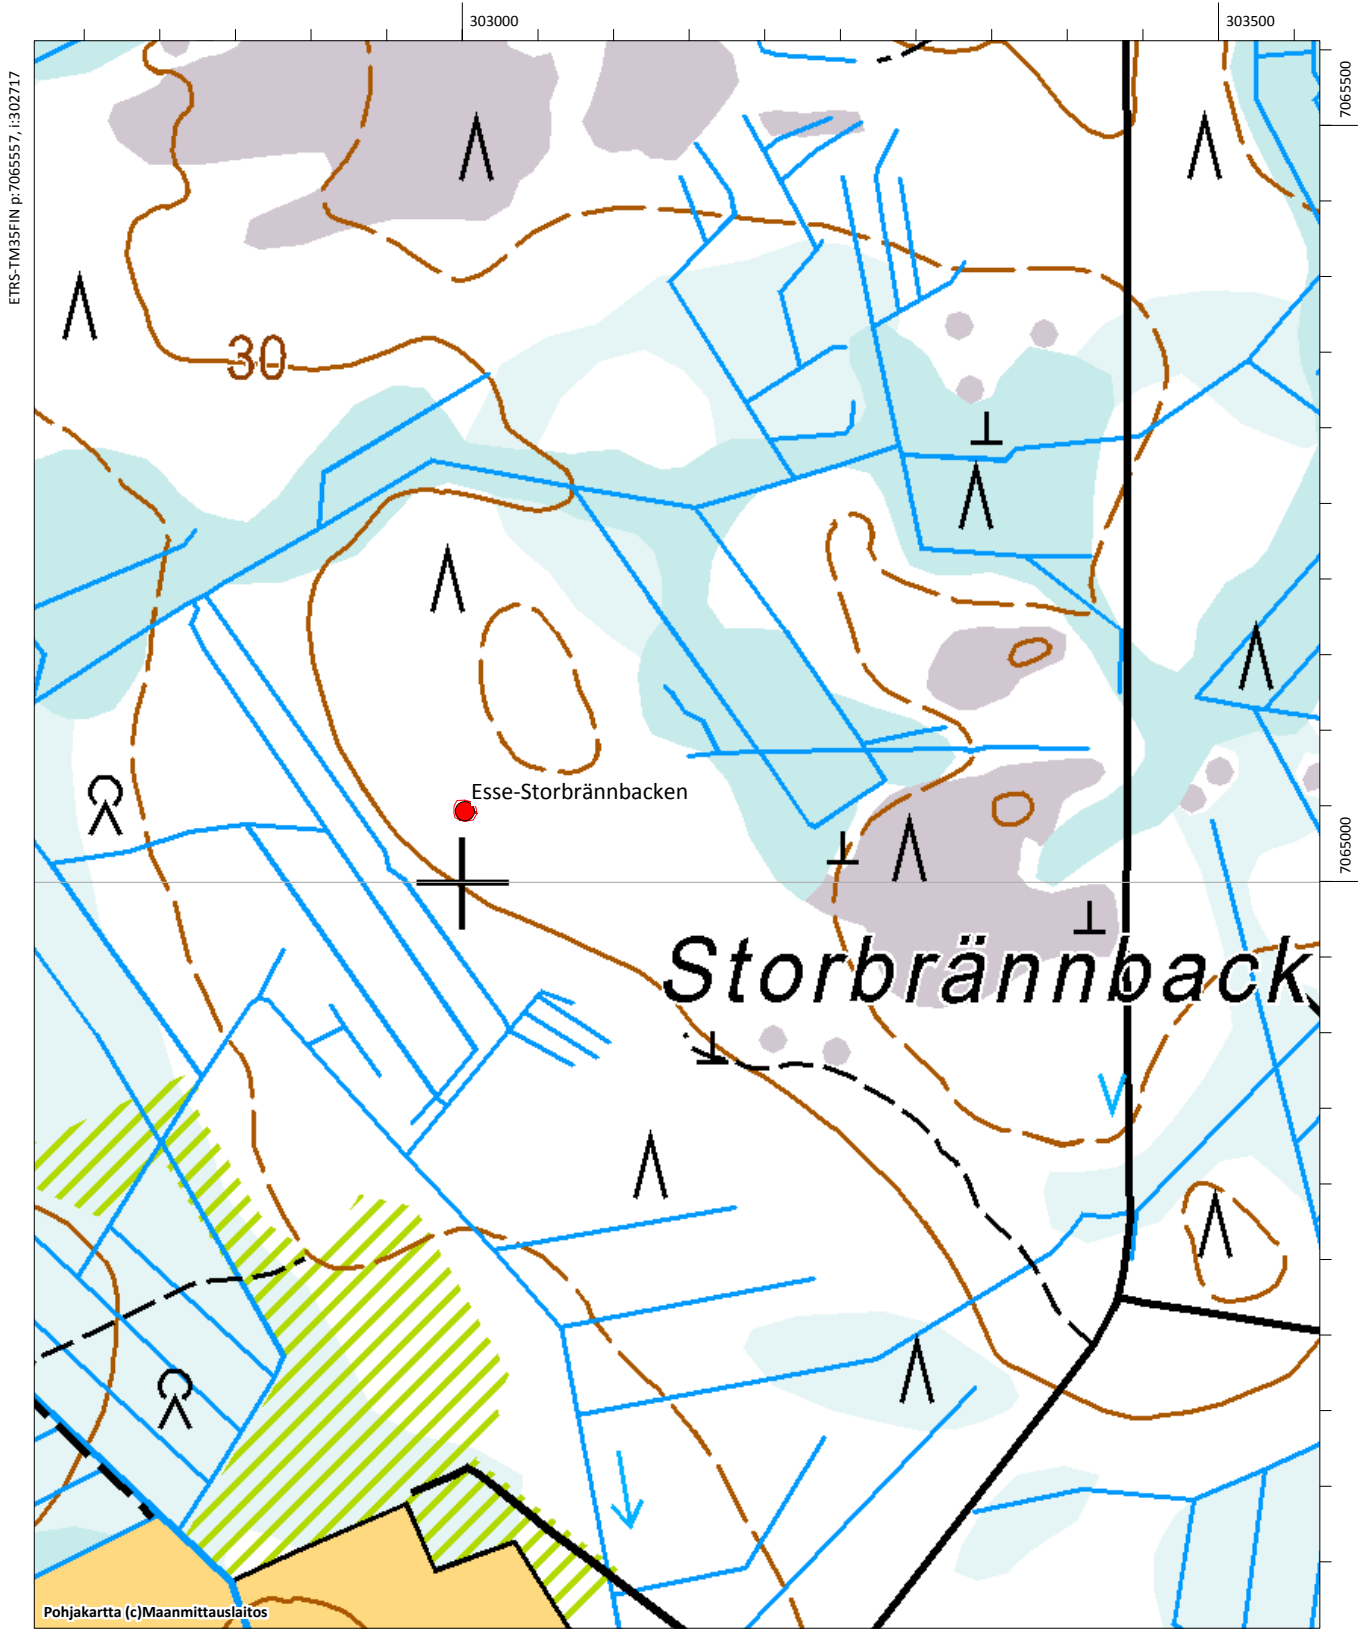 303000
303500
ETRS-TM35FIN p:7065557, i:302717
7065500
30
Esse-Storbrännbacken
7065000
Storbrännback
Pohjakartta (c)Maanmittauslaitos